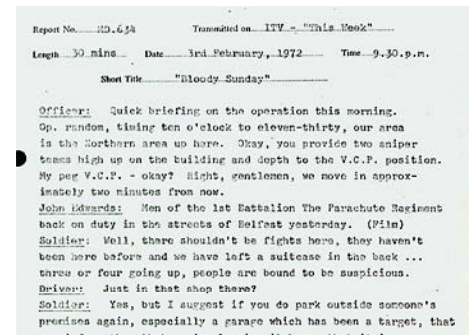 Report No. MD.634 Transmitted on ITV - "This Week"
Length 30 mins Date 3rd February, 1972 Time 9.30.p.m.
Short Title "Bloody Sunday"
Officer: Quick briefing on the operation this morning.
Op. random, timing ten o'clock to eleven-thirty, our area
is the Northern area up here. Okay, you provide two sniper
teams high up on the building and depth to the V.C.P. position.
My peg V.C.P. - okay? Right, gentlemen, we move in approx-
imately two minutes from now.
John Edwards: Men of the 1st Battalion The Parachute Regiment
back on duty in the streets of Belfast yesterday. (Film)
Soldier: Well, there shouldn't be fights here, they haven't
been here before and we have left a suitcase in the back ...
three or four going up, people are bound to be suspicious.
Driver: Just in that shop there?
Soldier: Yes, but I suggest if you do park outside someone's
premises again, especially a garage which has been a target, that